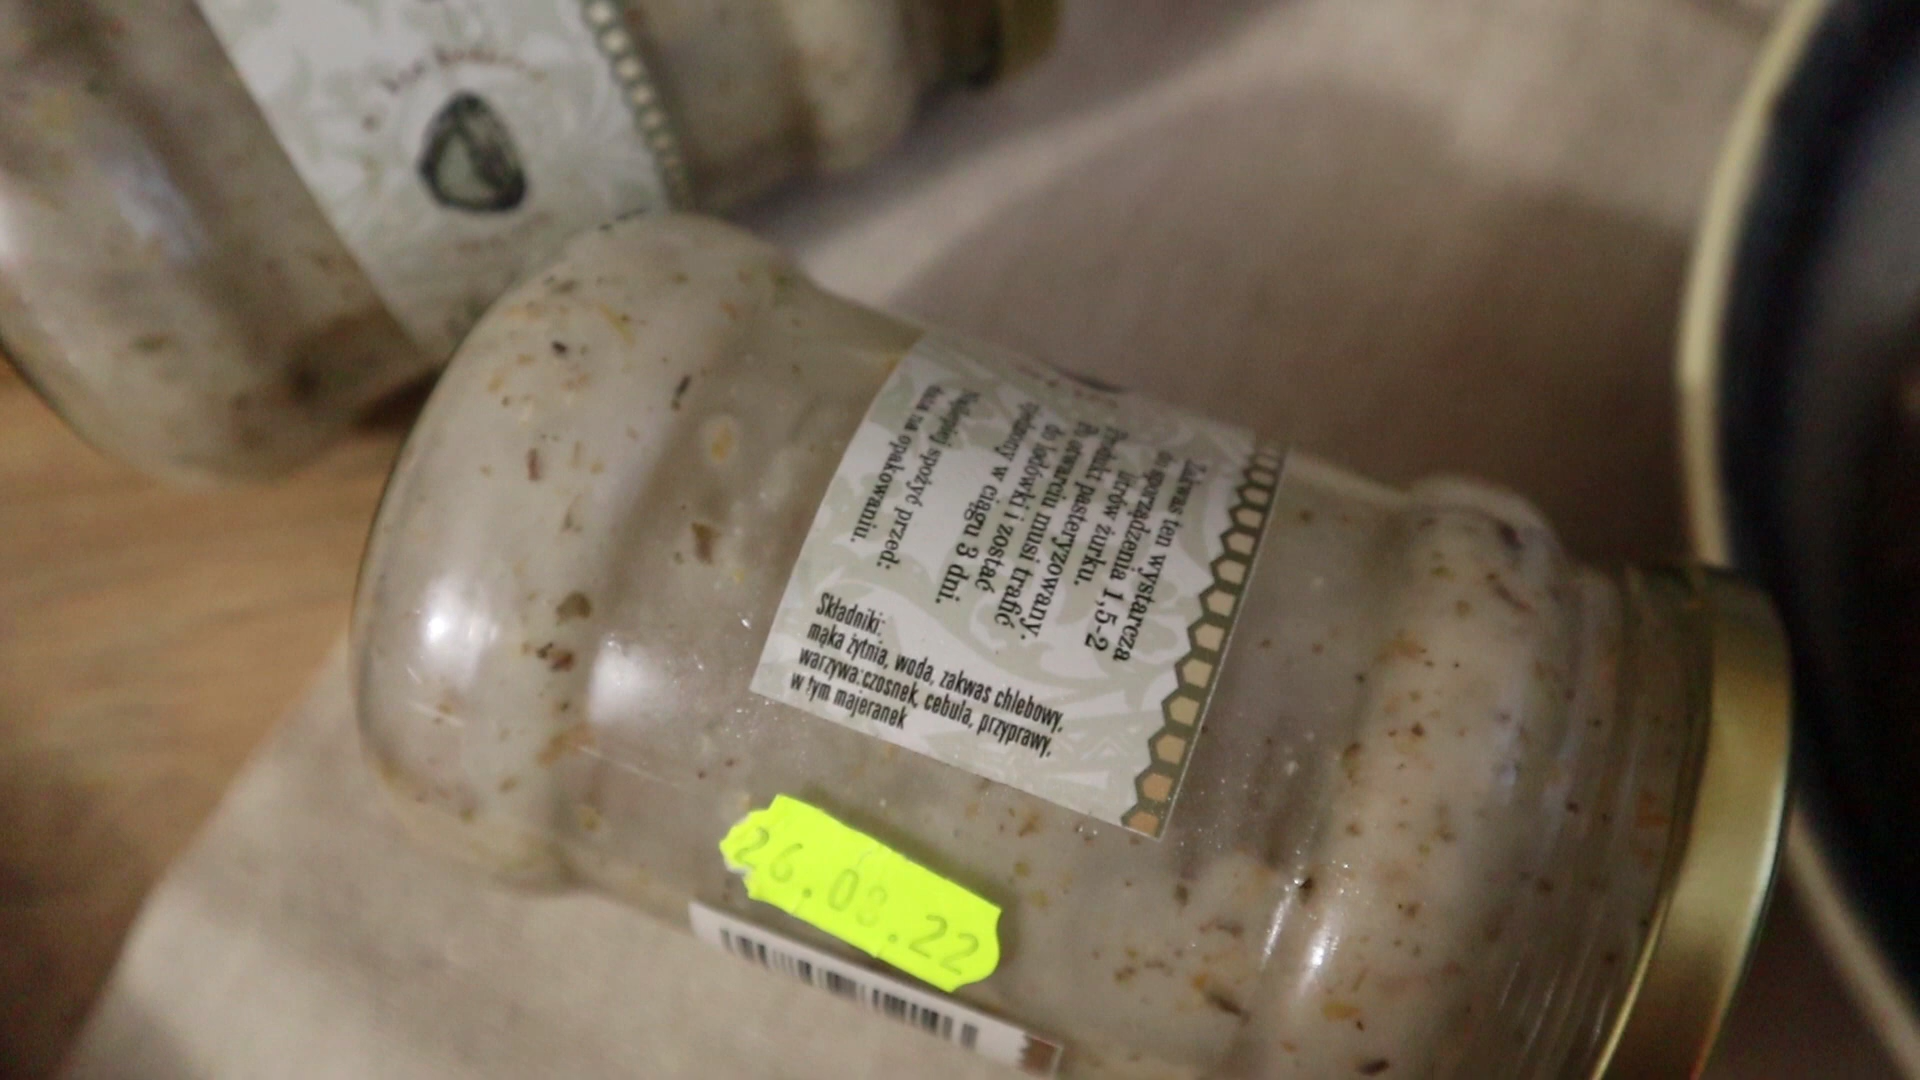 Zakwas ten wystarcza
do sporządzenia 1,5-2
litrów żurku.
Produkt pasteryzowany.
Po otwarciu musi trafić
do lodówki i zostać
w ciągu 3 dni.
Najlepiej spożyć przed:
data na opakowaniu.
Składniki:
mąka żytnia, woda, zakwas chlebowy,
warzywa:czosnek, cebula, przyprawy,
w tym majeranek
26.08.22